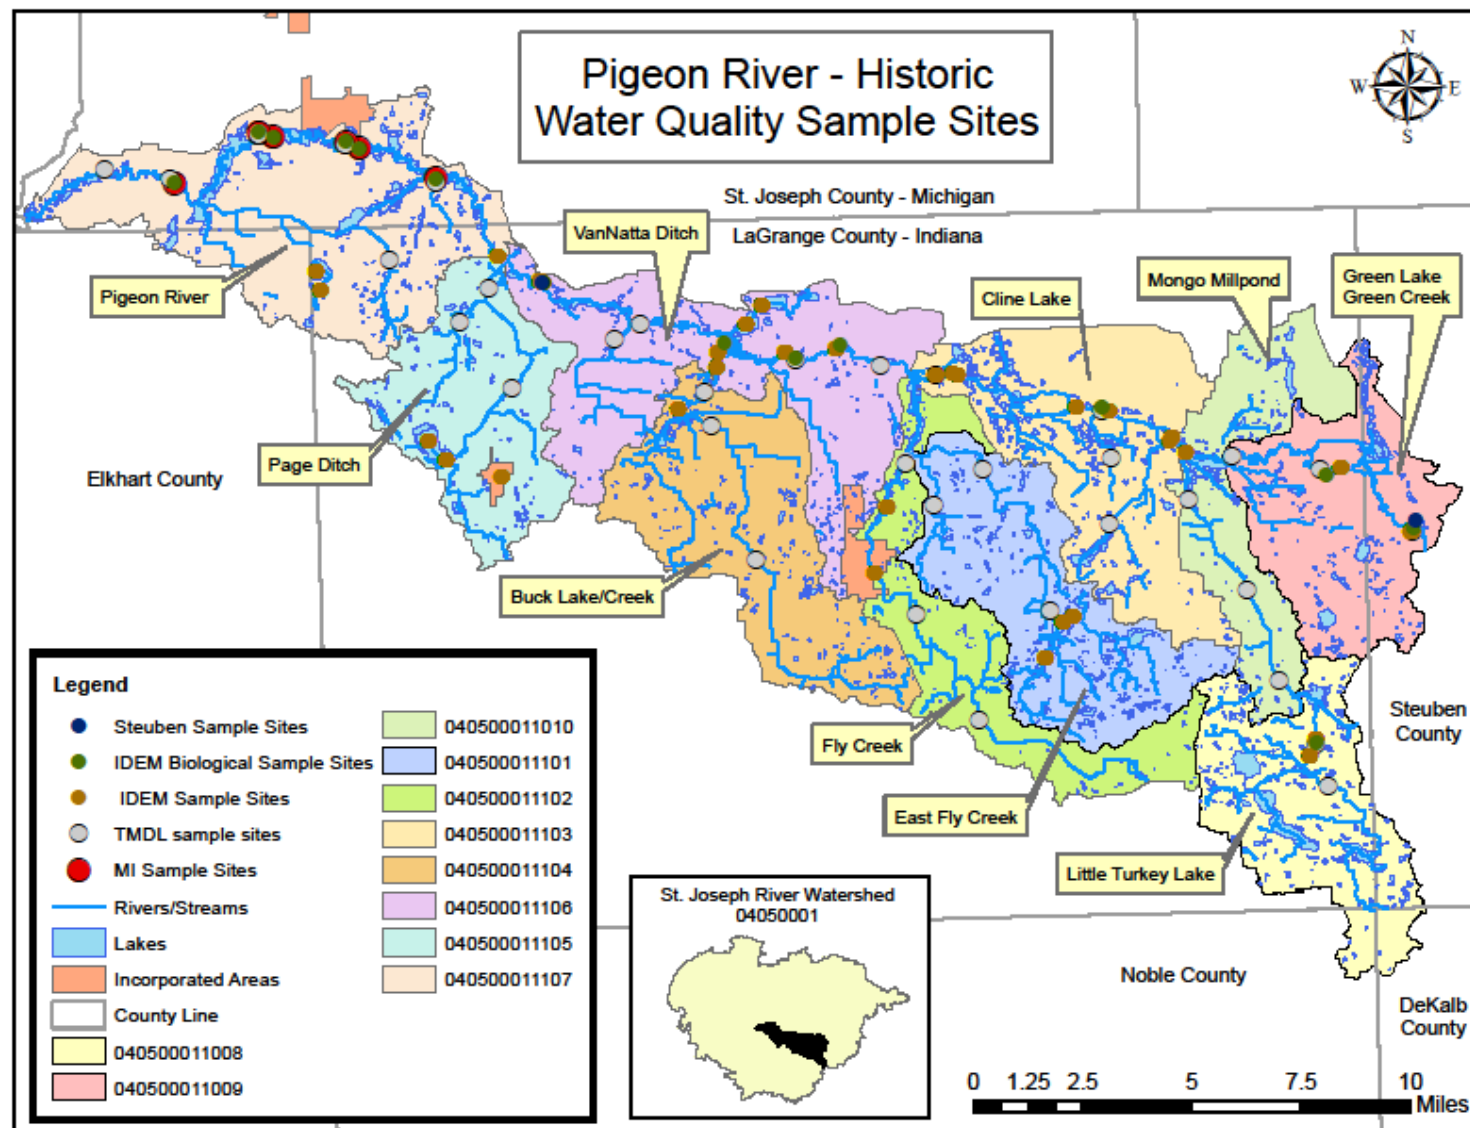 Pigeon River - Historic
Water Quality Sample Sites
N
W E
S
St. Joseph County - Michigan
LaGrange County - Indiana
VanNatta Ditch
Pigeon River
Cline Lake
Mongo Millpond
Green Lake
Green Creek
Page Ditch
Elkhart County
Buck Lake/Creek
Fly Creek
East Fly Creek
Little Turkey Lake
Steuben
County
Noble County
DeKalb
County
Legend
Steuben Sample Sites
IDEM Biological Sample Sites
IDEM Sample Sites
TMDL sample sites
MI Sample Sites
Rivers/Streams
Lakes
Incorporated Areas
County Line
040500011008
040500011009
040500011010
040500011101
040500011102
040500011103
040500011104
040500011106
040500011105
040500011107
St. Joseph River Watershed
04050001
0 1.25 2.5 5 7.5 10
Miles